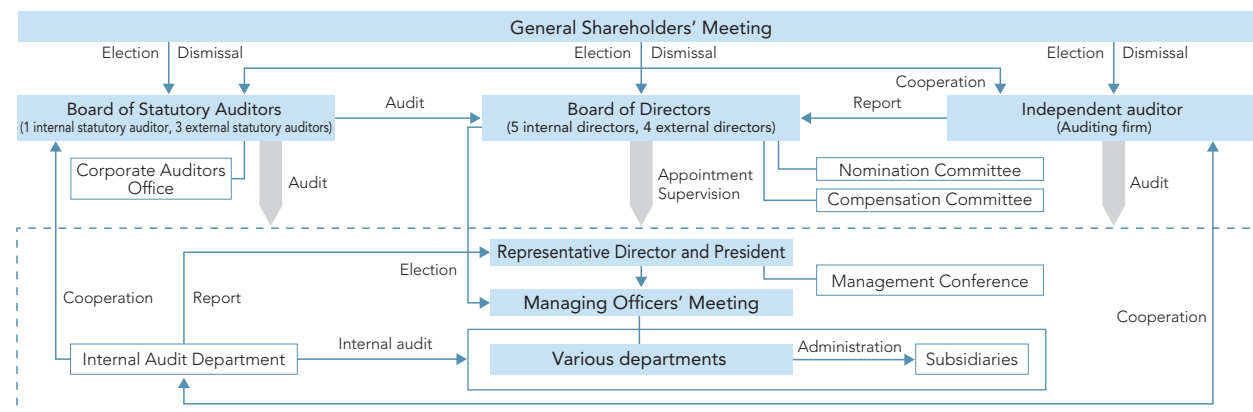 General Shareholders’ Meeting
Election
Dismissal
Election
Dismissal
Election
Dismissal
Cooperation
Board of Statutory Auditors
(1 internal statutory auditor, 3 external statutory auditors)
Audit
Board of Directors
(5 internal directors, 4 external directors)
Report
Independent auditor
(Auditing firm)
Corporate Auditors
Office
Audit
Appointment
Supervision
Nomination Committee
Compensation Committee
Audit
Representative Director and President
Election
Management Conference
Cooperation
Report
Managing Officers’ Meeting
Cooperation
Internal Audit Department
Internal audit
Various departments
Administration
Subsidiaries